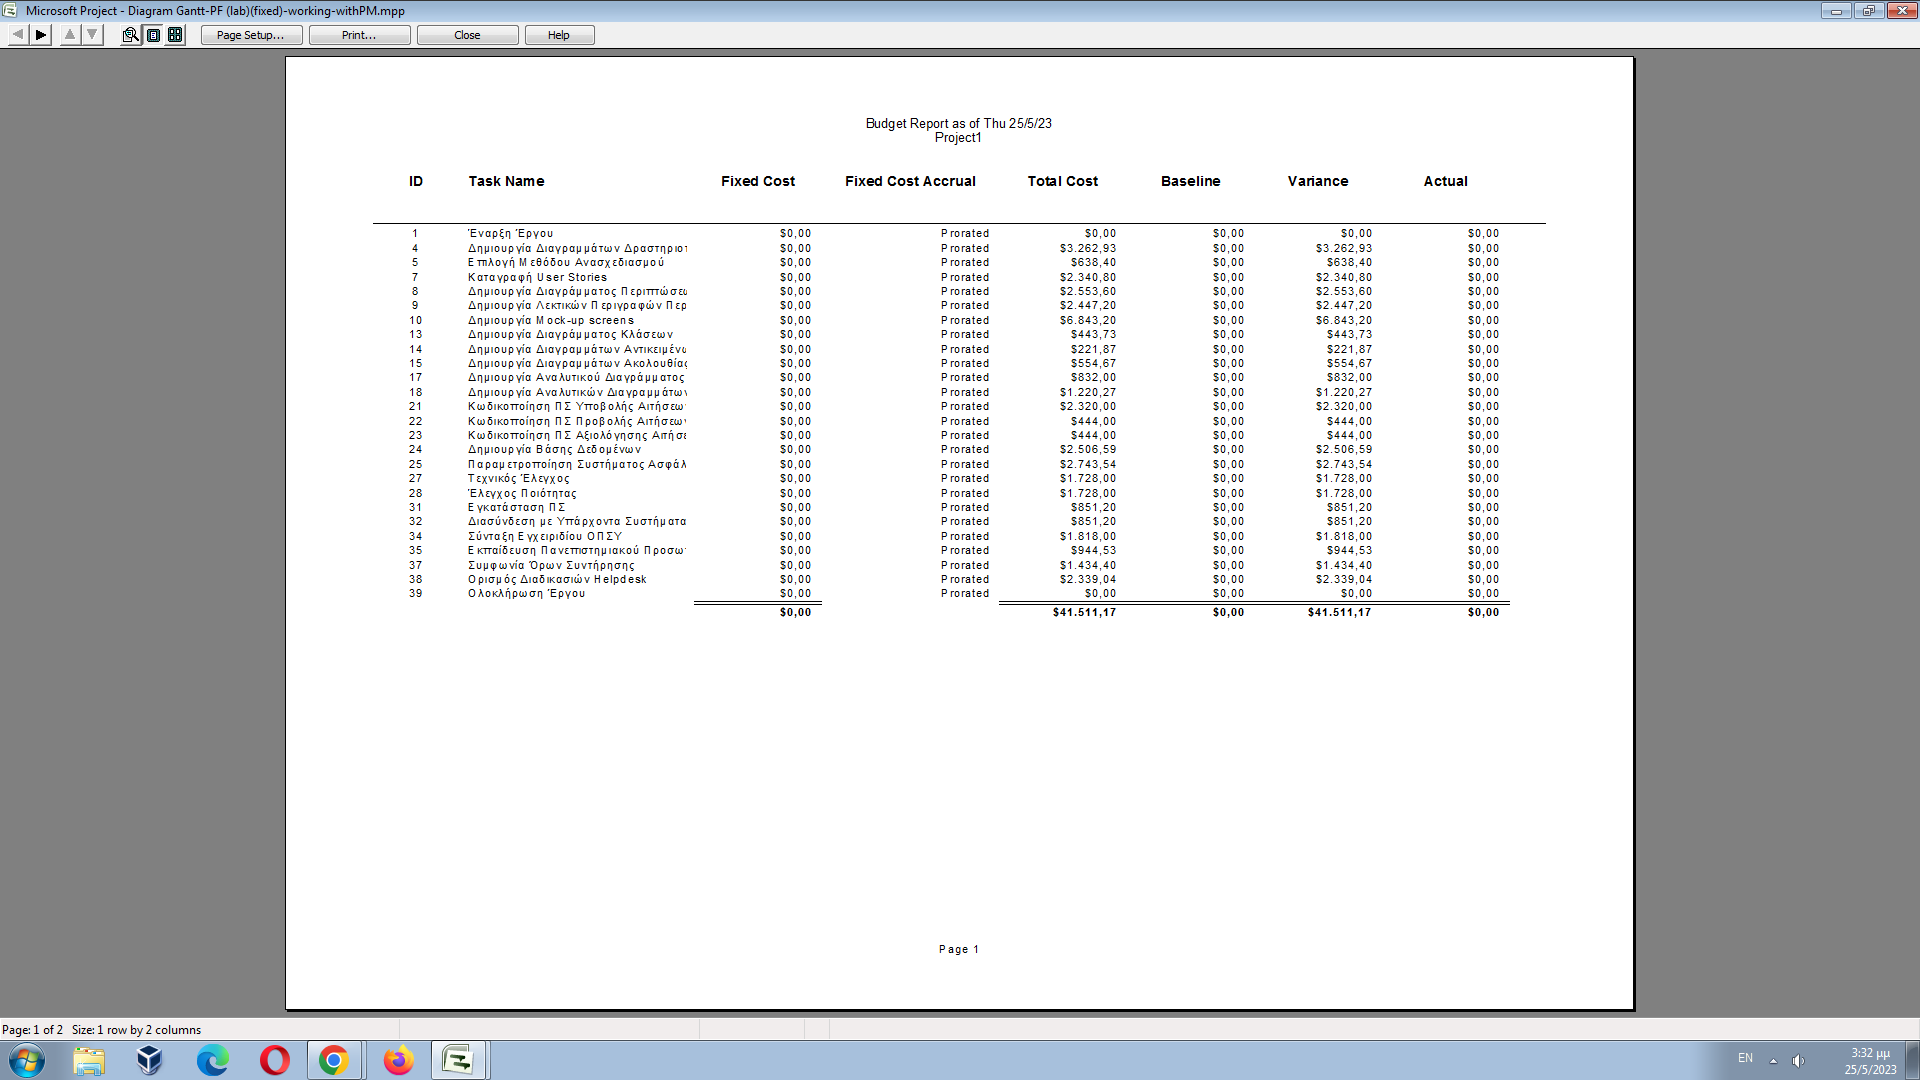 Microsoft Project - Diagram Gantt-PF (lab)(fixed)-working-withPM.mpp
Page Setup... Print... Close Help
Budget Report as of Thu 25/5/23
Project1
ID Task Name Fixed Cost Fixed Cost Accrual Total Cost Baseline Variance Actual
1 Έναρξη Έργου $0,00 Prorated $0,00 $0,00 $0,00 $0,00
4 Δημιουργία Διαγραμμάτων Δραστηριοτ $0,00 Prorated $3.262,93 $0,00 $3.262,93 $0,00
5 Επιλογή Μεθόδου Ανασχεδιασμού $0,00 Prorated $638,40 $0,00 $638,40 $0,00
7 Καταγραφή User Stories $0,00 Prorated $2.340,80 $0,00 $2.340,80 $0,00
8 Δημιουργία Διαγράμματος Περιπτώσεω $0,00 Prorated $2.553,60 $0,00 $2.553,60 $0,00
9 Δημιουργία Λεκτικών Περιγραφών Περ $0,00 Prorated $2.447,20 $0,00 $2.447,20 $0,00
10 Δημιουργία Mock-up screens $0,00 Prorated $6.843,20 $0,00 $6.843,20 $0,00
13 Δημιουργία Διαγράμματος Κλάσεων $0,00 Prorated $443,73 $0,00 $443,73 $0,00
14 Δημιουργία Διαγραμμάτων Αντικειμένω $0,00 Prorated $221,87 $0,00 $221,87 $0,00
15 Δημιουργία Διαγραμμάτων Ακολουθίας $0,00 Prorated $554,67 $0,00 $554,67 $0,00
17 Δημιουργία Αναλυτικού Διαγράμματος $0,00 Prorated $832,00 $0,00 $832,00 $0,00
18 Δημιουργία Αναλυτικών Διαγραμμάτων $0,00 Prorated $1.220,27 $0,00 $1.220,27 $0,00
21 Κωδικοποίηση ΠΣ Υποβολής Αιτήσεων $0,00 Prorated $2.320,00 $0,00 $2.320,00 $0,00
22 Κωδικοποίηση ΠΣ Προβολής Αιτήσεων $0,00 Prorated $444,00 $0,00 $444,00 $0,00
23 Κωδικοποίηση ΠΣ Αξιολόγησης Αιτήσε $0,00 Prorated $444,00 $0,00 $444,00 $0,00
24 Δημιουργία Βάσης Δεδομένων $0,00 Prorated $2.506,59 $0,00 $2.506,59 $0,00
25 Παραμετροποίηση Συστήματος Ασφάλ $0,00 Prorated $2.743,54 $0,00 $2.743,54 $0,00
27 Τεχνικός Έλεγχος $0,00 Prorated $1.728,00 $0,00 $1.728,00 $0,00
28 Έλεγχος Ποιότητας $0,00 Prorated $1.728,00 $0,00 $1.728,00 $0,00
31 Εγκατάσταση ΠΣ $0,00 Prorated $851,20 $0,00 $851,20 $0,00
32 Διασύνδεση με Υπάρχοντα Συστήματα $0,00 Prorated $851,20 $0,00 $851,20 $0,00
34 Σύνταξη Εγχειριδίου ΟΠΣΥ $0,00 Prorated $1.818,00 $0,00 $1.818,00 $0,00
35 Εκπαίδευση Πανεπιστημιακού Προσωπ $0,00 Prorated $944,53 $0,00 $944,53 $0,00
37 Συμφωνία Όρων Συντήρησης $0,00 Prorated $1.434,40 $0,00 $1.434,40 $0,00
38 Ορισμός Διαδικασιών Helpdesk $0,00 Prorated $2.339,04 $0,00 $2.339,04 $0,00
39 Ολοκλήρωση Έργου $0,00 Prorated $0,00 $0,00 $0,00 $0,00
$0,00 $41.511,17 $0,00 $41.511,17 $0,00
Page 1
Page: 1 of 2 Size: 1 row by 2 columns
EN 3:32 μμ
25/5/2023